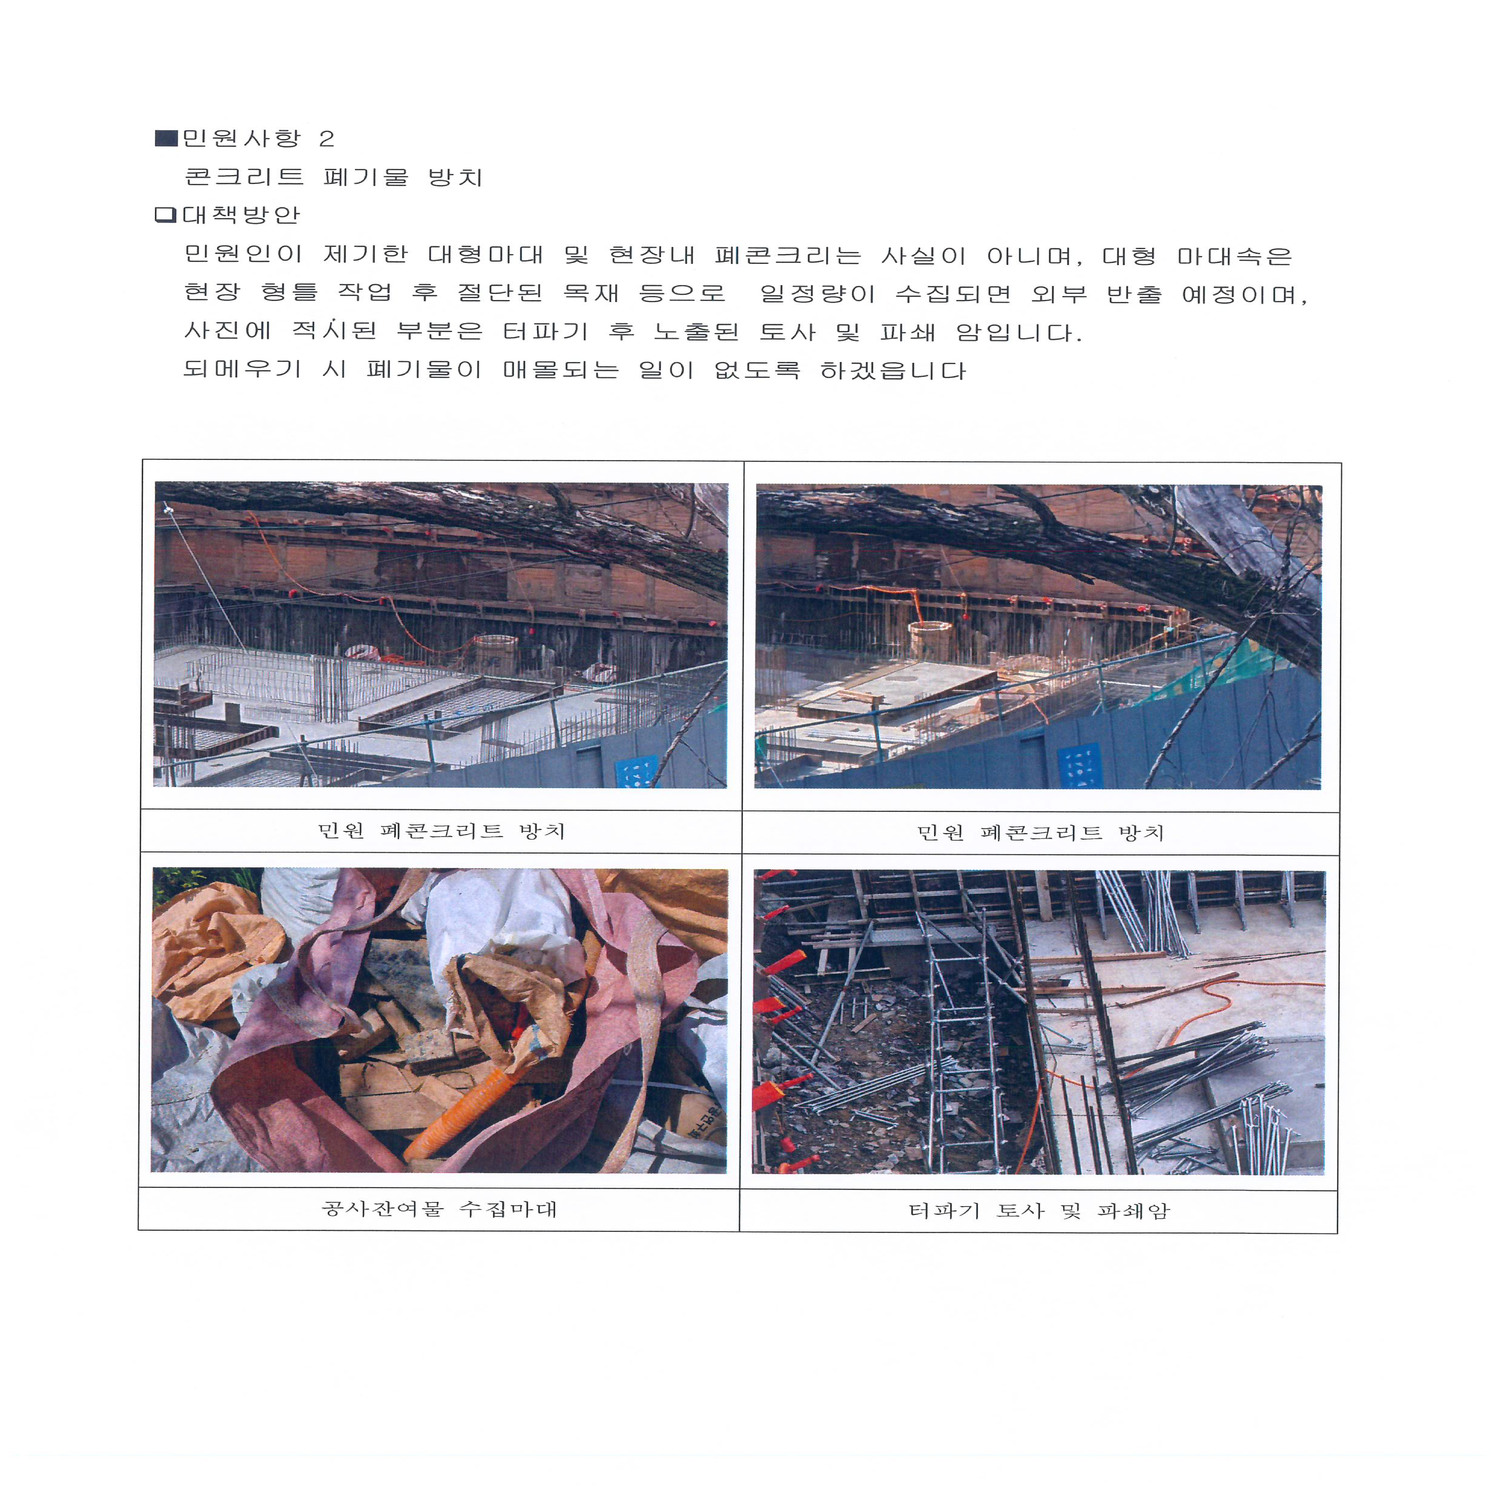 ■민원사항 2
콘크리트 폐기물 방치
❏대책방안
민원인이 제기한 대형마대 및 현장내 폐콘크리는 사실이 아니며, 대형 마대속은
현장 형틀 작업 후 절단된 목재 등으로 일정량이 수집되면 외부 반출 예정이며,
사진에 적시된 부분은 터파기 후 노출된 토사 및 파쇄 암입니다.
되메우기 시 폐기물이 매몰되는 일이 없도록 하겠읍니다
민원 폐콘크리트 방치
민원 폐콘크리트 방치
공사잔여물 수집마대
터파기 토사 및 파쇄암